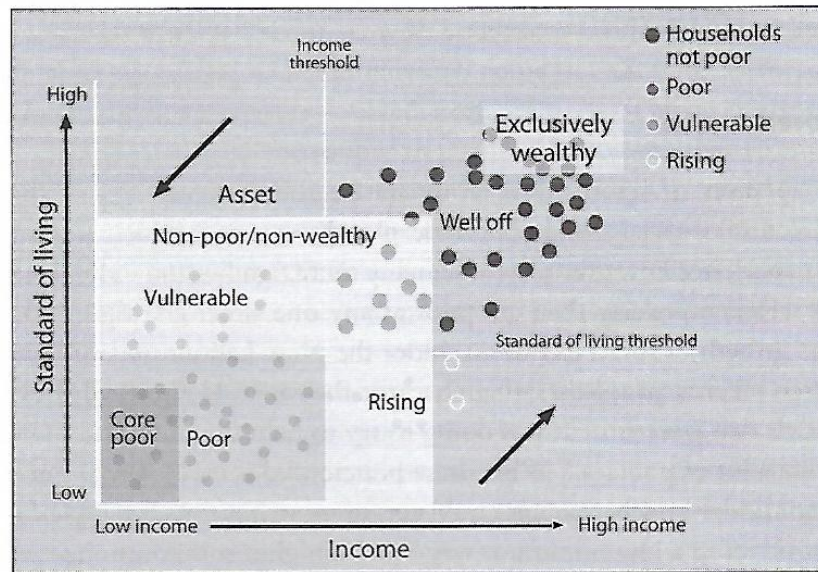 Income
threshold
Households
not poor
Poor
Vulnerable
Rising
High
Standard of living
Low
Exclusively
wealthy
Asset
Well off
Non-poor/non-wealthy
Vulnerable
Standard of living threshold
Core
poor
Poor
Rising
Low income
High income
Income